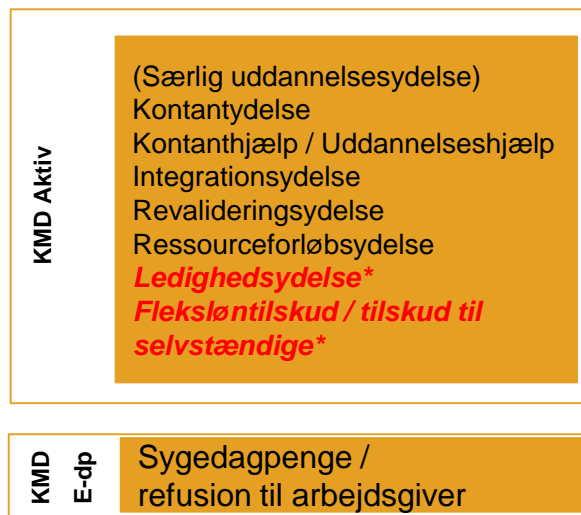 KMD Aktiv
(Særlig uddannelsesydelse)
Kontantydelse
Kontanthjælp / Uddannelseshjælp
Integrationsydelse
Revalideringsydelse
Ressourceforløbsydelse
Ledighedsydelse*
Fleksløntilskud / tilskud til
selvstændige*
KMD
E-dp
Sygedagpenge /
refusion til arbejdsgiver